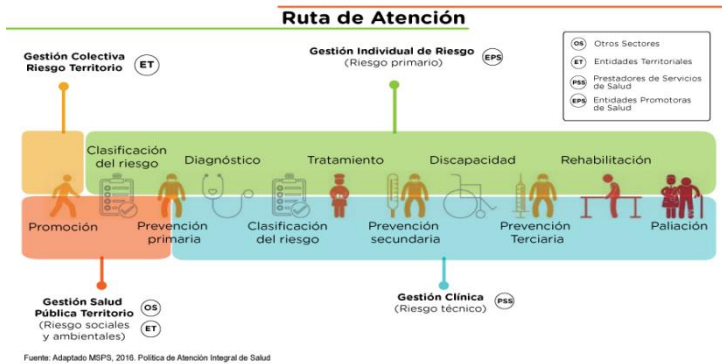 Ruta de Atención
Gestión Colectiva
Riesgo Territorio
ET
Gestión Individual de Riesgo
(Riesgo primario)
EPS
OS Otros Sectores
ET Entidades Territoriales
PSS Prestadores de Servicios
de Salud
EPS Entidades Promotoras
de Salud
Clasificación
del riesgo
Diagnóstico
Tratamiento
Discapacidad
Rehabilitación
Promoción
Prevención
primaria
Clasificación
del riesgo
Prevención
secundaria
Prevención
Terciaria
Paliación
Gestión Salud
Pública Territorio
(Riesgo sociales
y ambientales)
OS
ET
Gestión Clínica
(Riesgo técnico)
PSS
Fuente: Adaptado MSPS, 2016. Política de Atención Integral de Salud